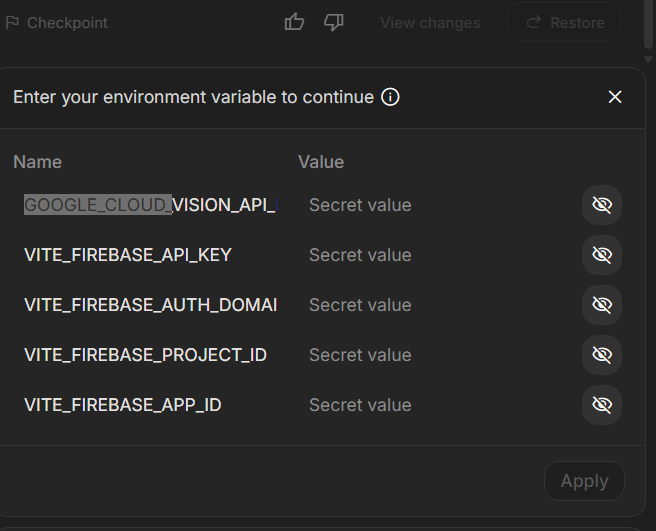 Checkpoint View changes Restore
Enter your environment variable to continue
Name Value
GOOGLE_CLOUD_VISION_API_ Secret value
VITE_FIREBASE_API_KEY Secret value
VITE_FIREBASE_AUTH_DOMAI Secret value
VITE_FIREBASE_PROJECT_ID Secret value
VITE_FIREBASE_APP_ID Secret value
Apply